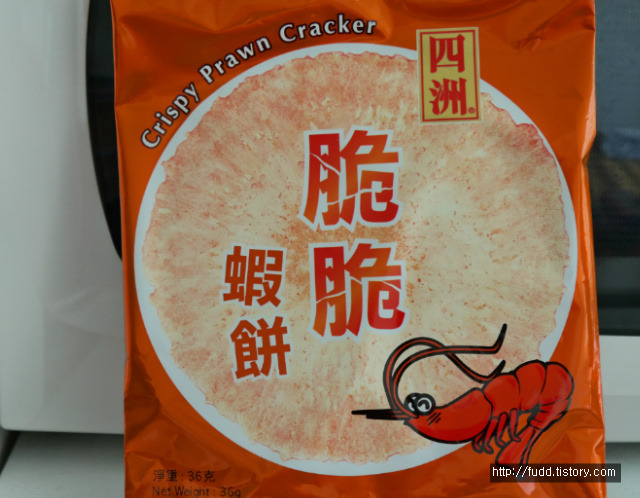 Crispy Prawn Cracker
四洲®
脆脆
蝦餅
淨重 : 36克
Net Weight : 36g
http://fudd.tistory.com